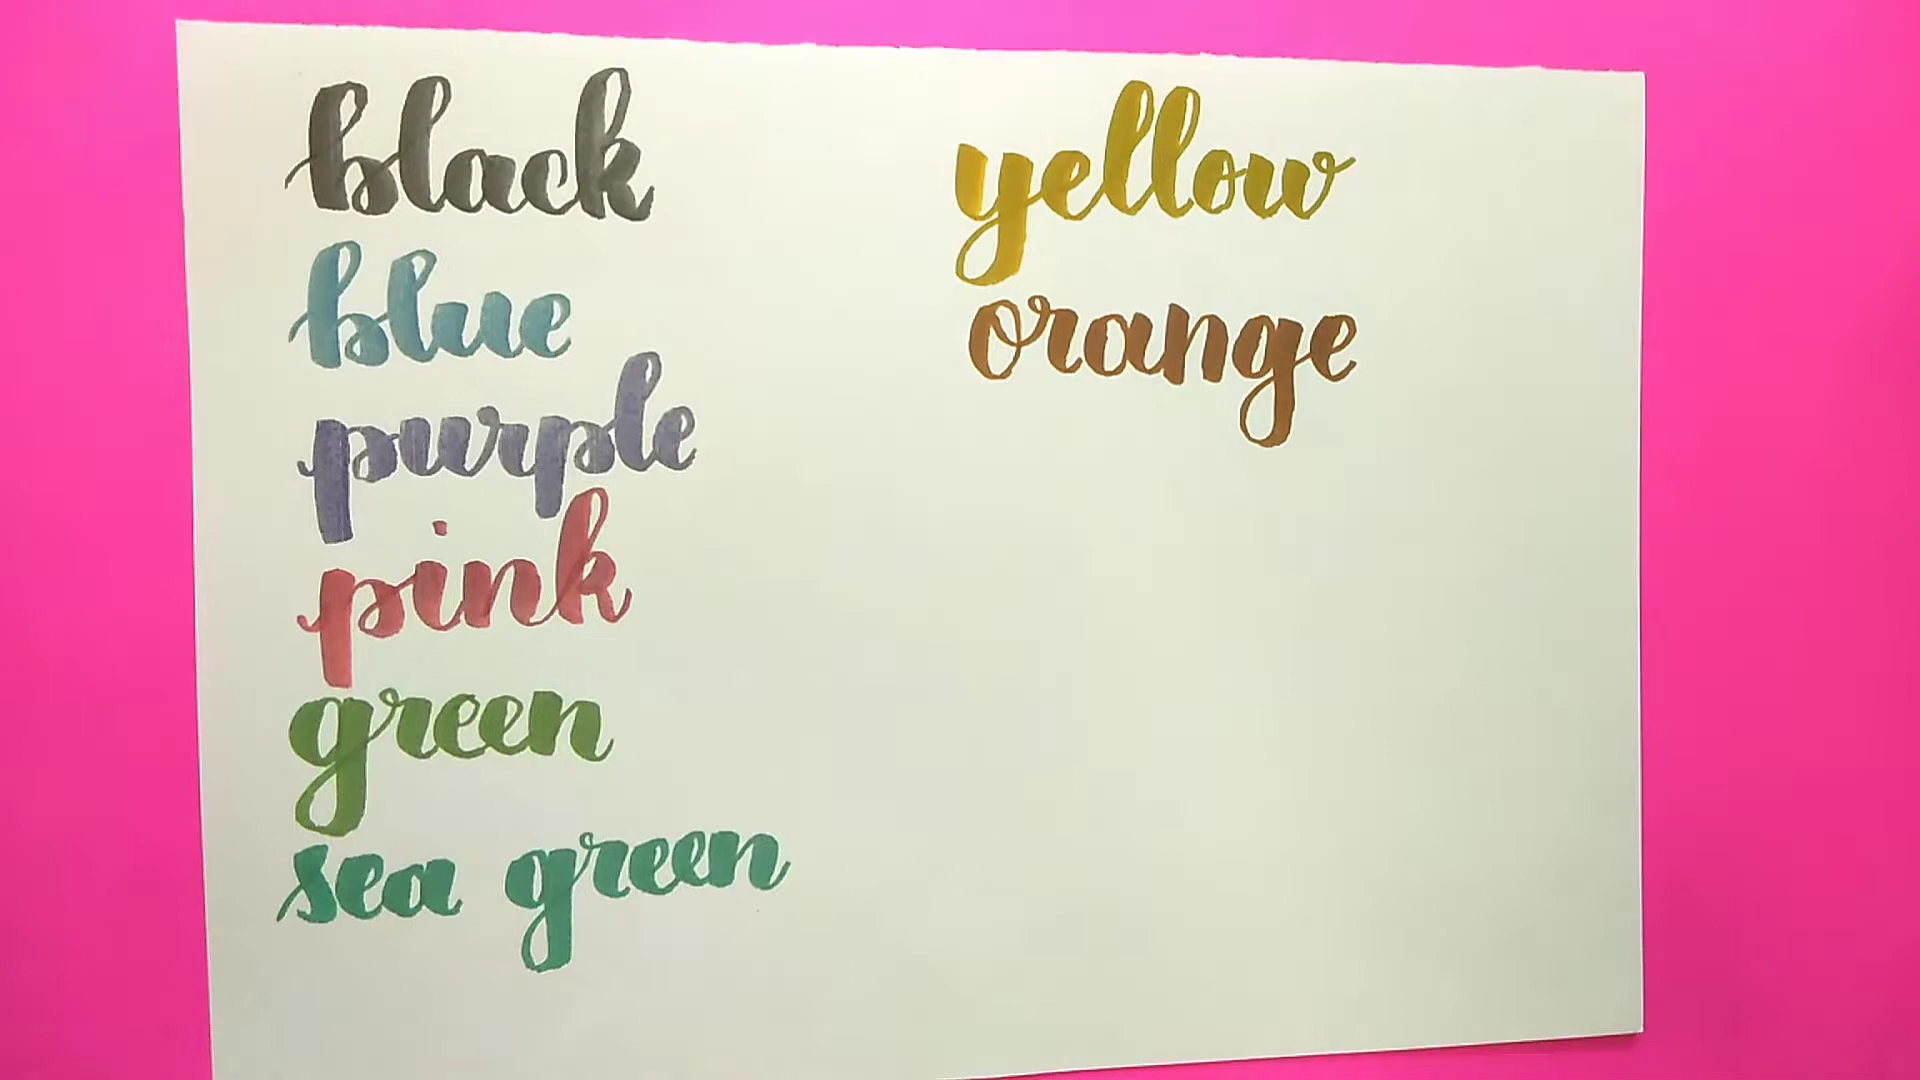 black
blue
purple
pink
green
sea green
yellow
orange